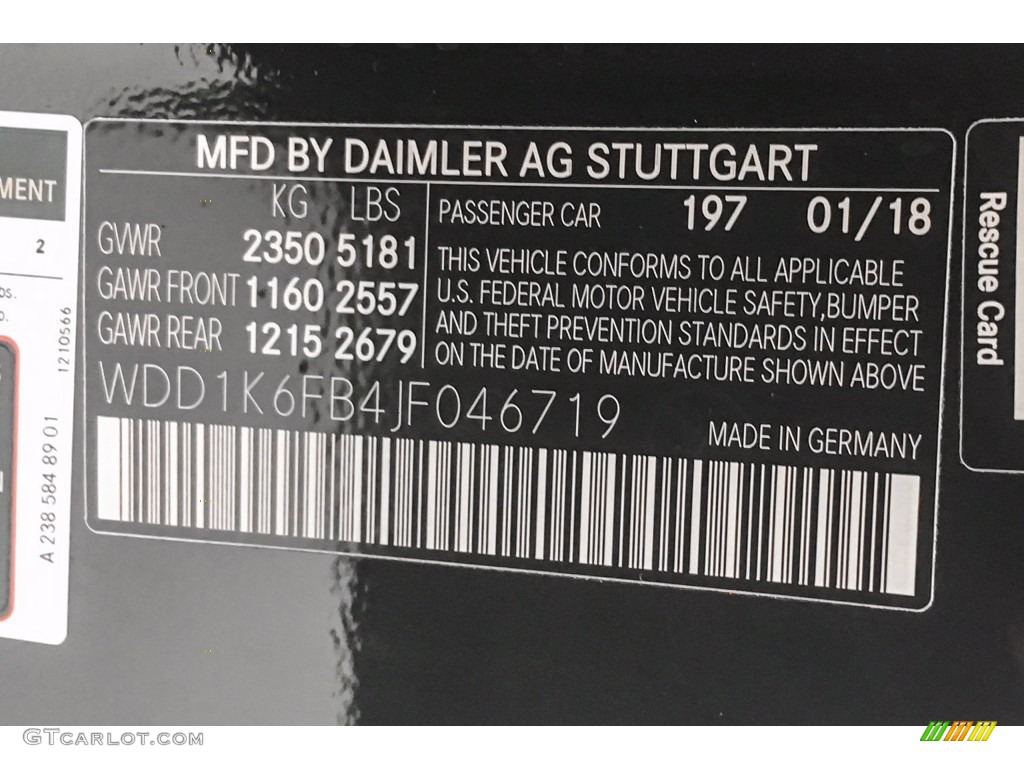 MFD BY DAIMLER AG STUTTGART
KG LBS
GVWR 2350 5181
GAWR FRONT 1160 2557
GAWR REAR 1215 2679
PASSENGER CAR 197 01/18
THIS VEHICLE CONFORMS TO ALL APPLICABLE
U.S. FEDERAL MOTOR VEHICLE SAFETY,BUMPER
AND THEFT PREVENTION STANDARDS IN EFFECT
ON THE DATE OF MANUFACTURE SHOWN ABOVE
WDD1K6FB4JF046719
MADE IN GERMANY
2
1210566
A 238 584 89 01
Rescue Card
GTCARLOT.COM